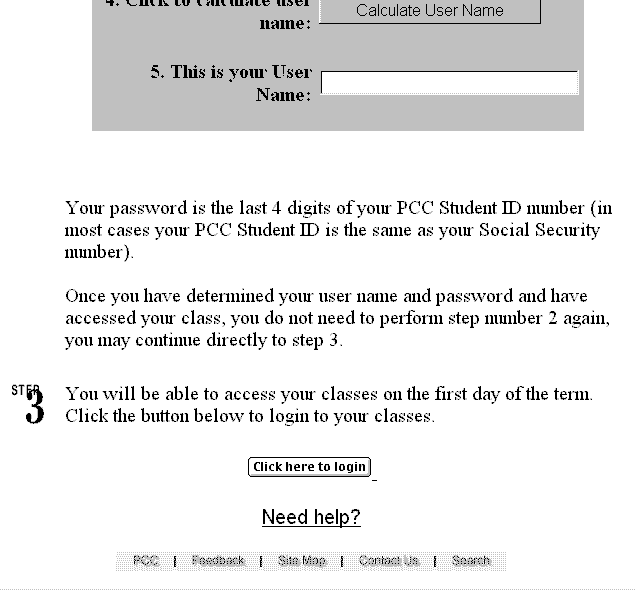 4. Click to calculate user
name:
Calculate User Name
5. This is your User
Name:
Your password is the last 4 digits of your PCC Student ID number (in
most cases your PCC Student ID is the same as your Social Security
number).
Once you have determined your user name and password and have
accessed your class, you do not need to perform step number 2 again,
you may continue directly to step 3.
STEP
3
You will be able to access your classes on the first day of the term.
Click the button below to login to your classes.
Click here to login
Need help?
PCC | Feedback | Site Map | Contact Us | Search